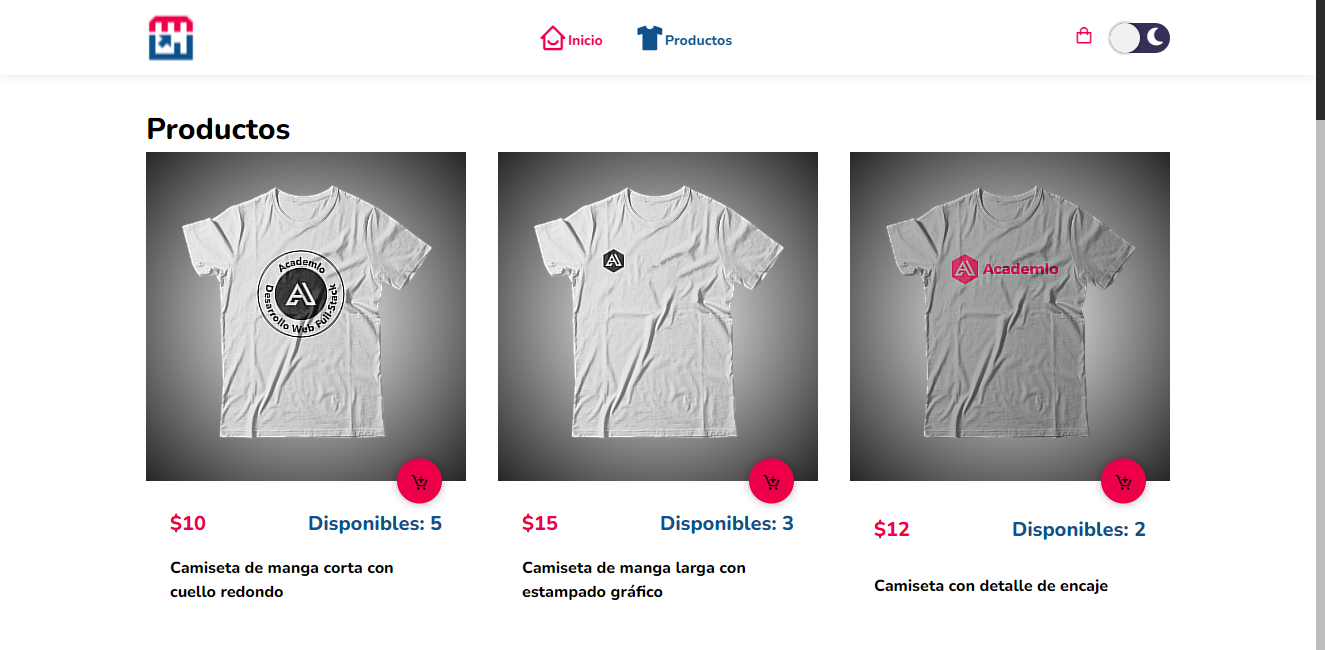 Inicio
Productos
Productos
Academlo
Desarrollo Web Full-Stack
Academlo
$10
Disponibles: 5
Camiseta de manga corta con
cuello redondo
$15
Disponibles: 3
Camiseta de manga larga con
estampado gráfico
$12
Disponibles: 2
Camiseta con detalle de encaje